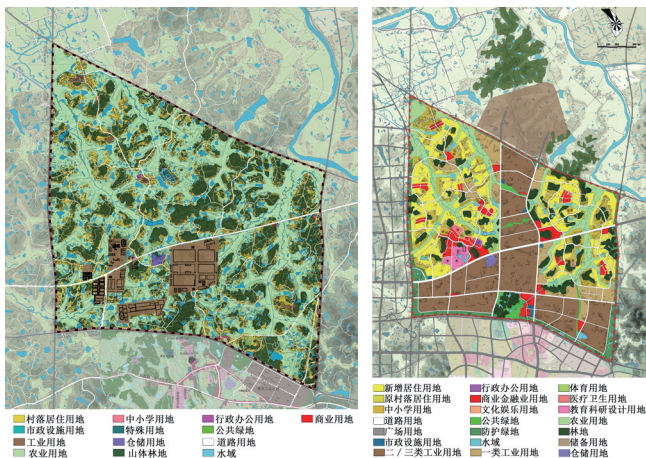 村落居住用地 中小学用地 行政办公用地 商业用地
市政设施用地 特殊用地 公共绿地
工业用地 仓储用地 道路用地
农业用地 山体林地 水域
新增居住用地 行政办公用地 体育用地
原村落居住用地 商业金融业用地 医疗卫生用地
中小学用地 文化娱乐用地 教育科研设计用地
道路用地 公共绿地 农业用地
广场用地 防护绿地 林地
市政设施用地 水域 储备用地
二/三类工业用地 一类工业用地 仓储用地